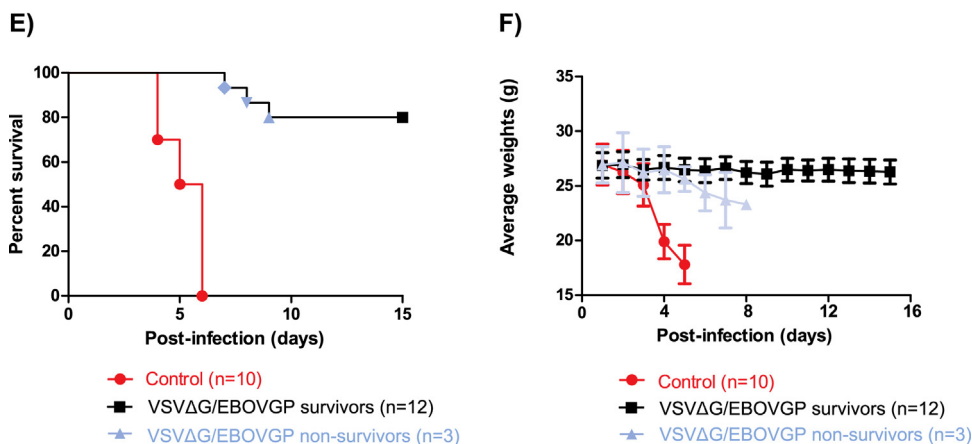 E)
Percent survival
100
80
60
40
20
0
0 5 10 15
Post-infection (days)
Control (n=10)
VSVΔG/EBOVGP survivors (n=12)
VSVΔG/EBOVGP non-survivors (n=3)
F)
Average weights (g)
35
30
25
20
15
0 4 8 12 16
Post-infection (days)
Control (n=10)
VSVΔG/EBOVGP survivors (n=12)
VSVΔG/EBOVGP non-survivors (n=3)